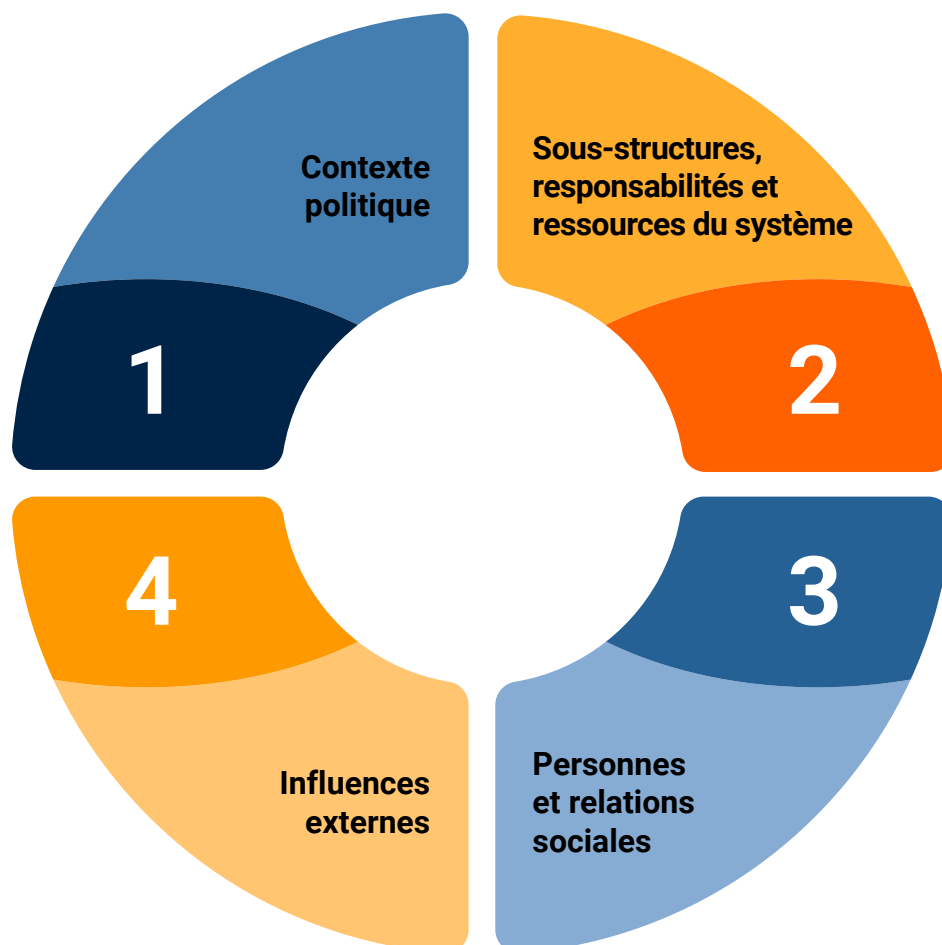 Contexte
politique
1
Sous-structures,
responsabilités et
ressources du système
2
3
Personnes
et relations
sociales
4
Influences
externes